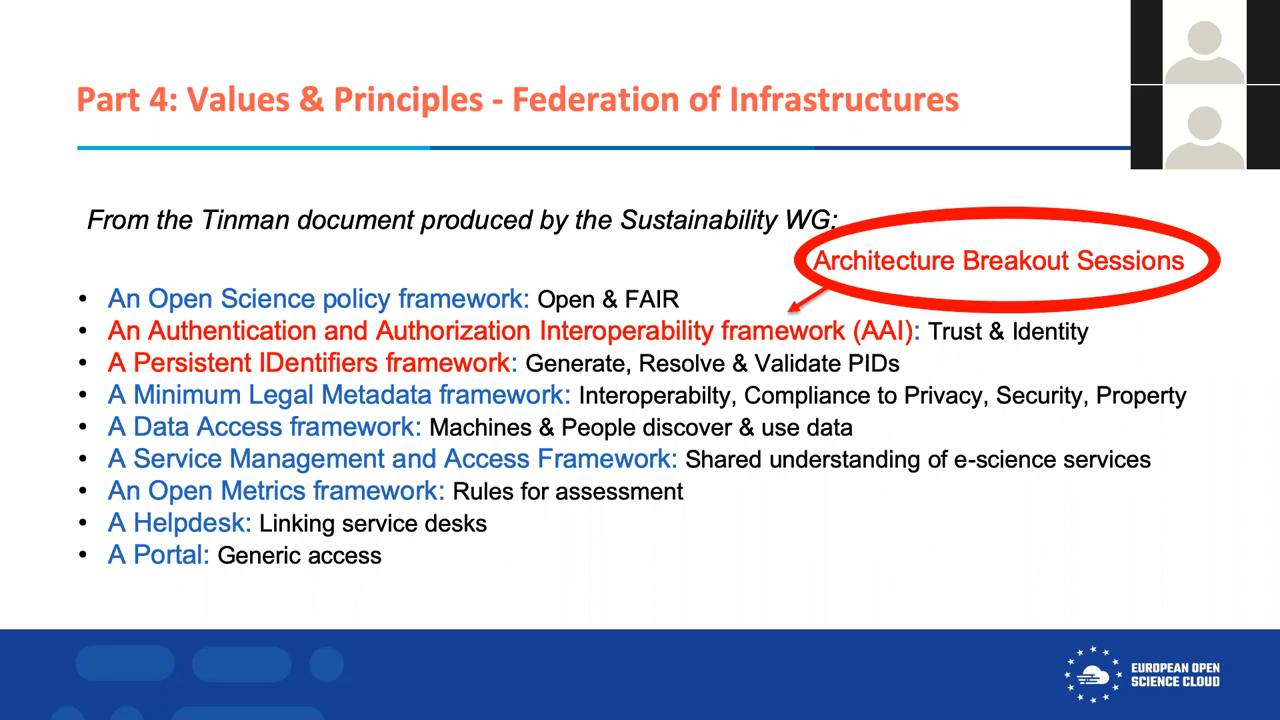 Part 4: Values & Principles - Federation of Infrastructures
From the Tinman document produced by the Sustainability WG:
Architecture Breakout Sessions
• An Open Science policy framework: Open & FAIR
• An Authentication and Authorization Interoperability framework (AAI): Trust & Identity
• A Persistent IDentifiers framework: Generate, Resolve & Validate PIDs
• A Minimum Legal Metadata framework: Interoperabilty, Compliance to Privacy, Security, Property
• A Data Access framework: Machines & People discover & use data
• A Service Management and Access Framework: Shared understanding of e-science services
• An Open Metrics framework: Rules for assessment
• A Helpdesk: Linking service desks
• A Portal: Generic access
EUROPEAN OPEN
SCIENCE CLOUD